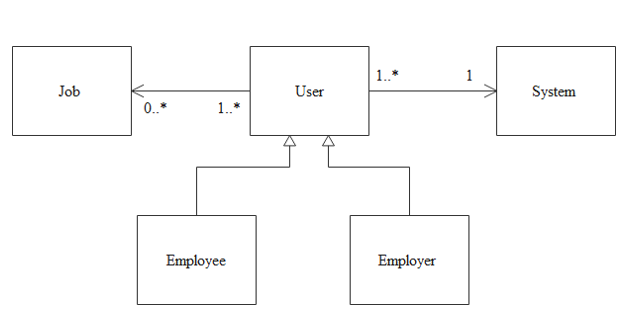 1..* 1
Job User System
0..* 1..*
Employee Employer